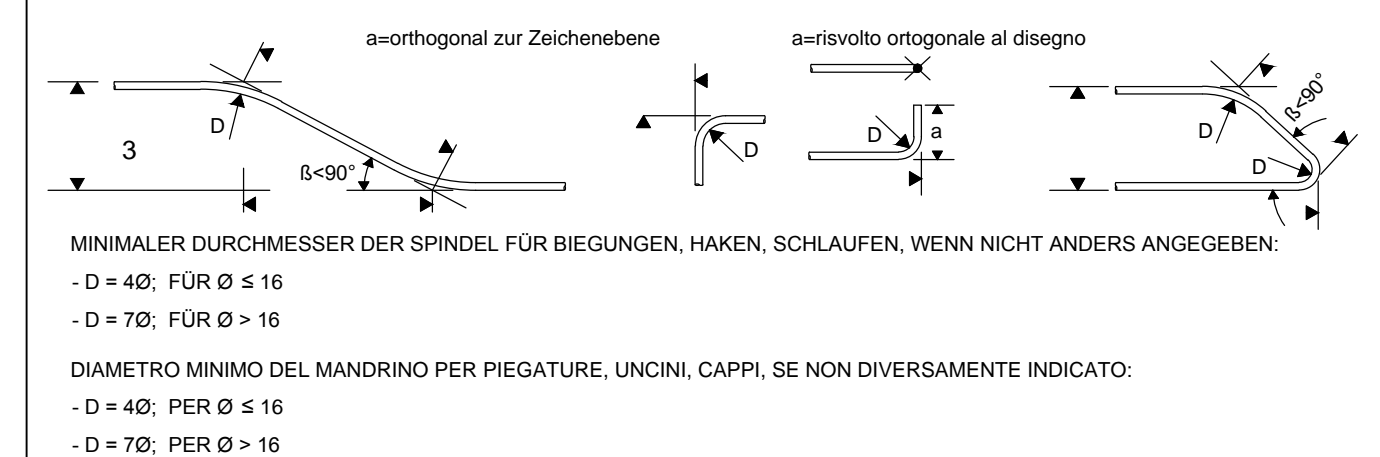 a=orthogonal zur Zeichenebene
a=risvolto ortogonale al disegno
D
3
ß<90°
D
D
a
ß<90°
D
D
MINIMALER DURCHMESSER DER SPINDEL FÜR BIEGUNGEN, HAKEN, SCHLAUFEN, WENN NICHT ANDERS ANGEGEBEN:
- D = 4Ø; FÜR Ø ≤ 16
- D = 7Ø; FÜR Ø > 16
DIAMETRO MINIMO DEL MANDRINO PER PIEGATURE, UNCINI, CAPPI, SE NON DIVERSAMENTE INDICATO:
- D = 4Ø; PER Ø ≤ 16
- D = 7Ø; PER Ø > 16